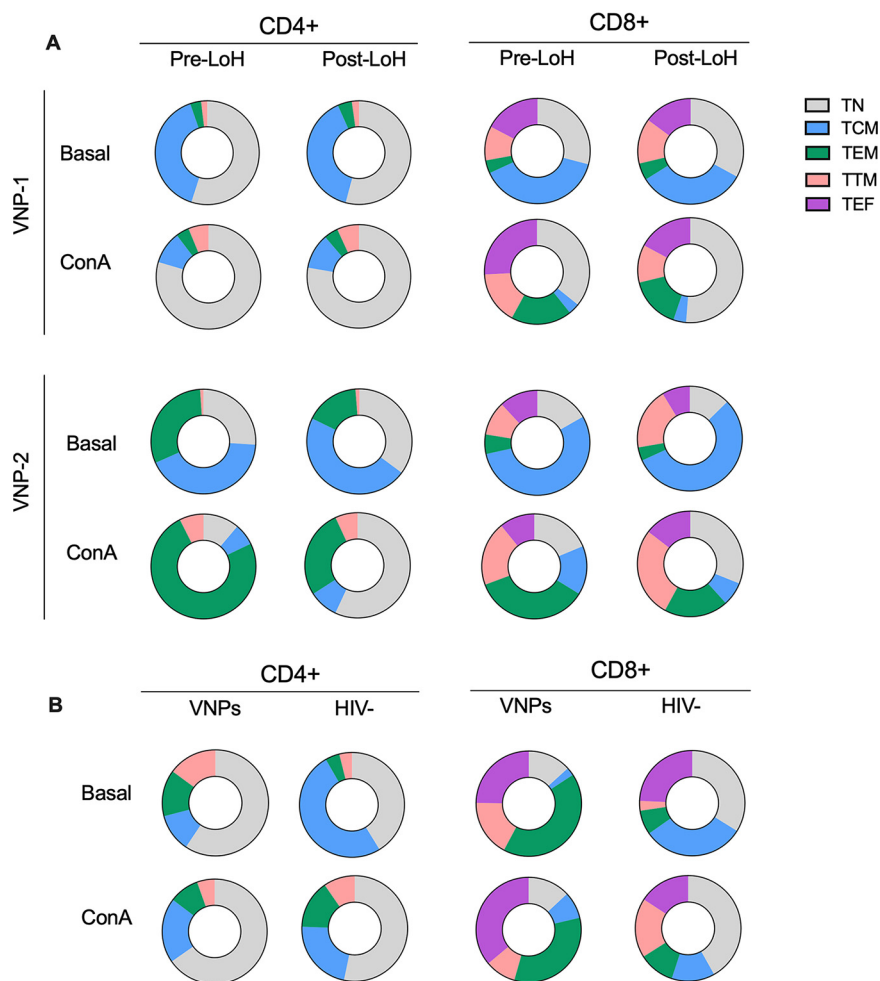 A
CD4+
CD8+
Pre-LoH
Post-LoH
Pre-LoH
Post-LoH
TN
TCM
TEM
TTM
TEF
VNP-1
Basal
ConA
VNP-2
Basal
ConA
B
CD4+
CD8+
VNPs
HIV-
VNPs
HIV-
Basal
ConA